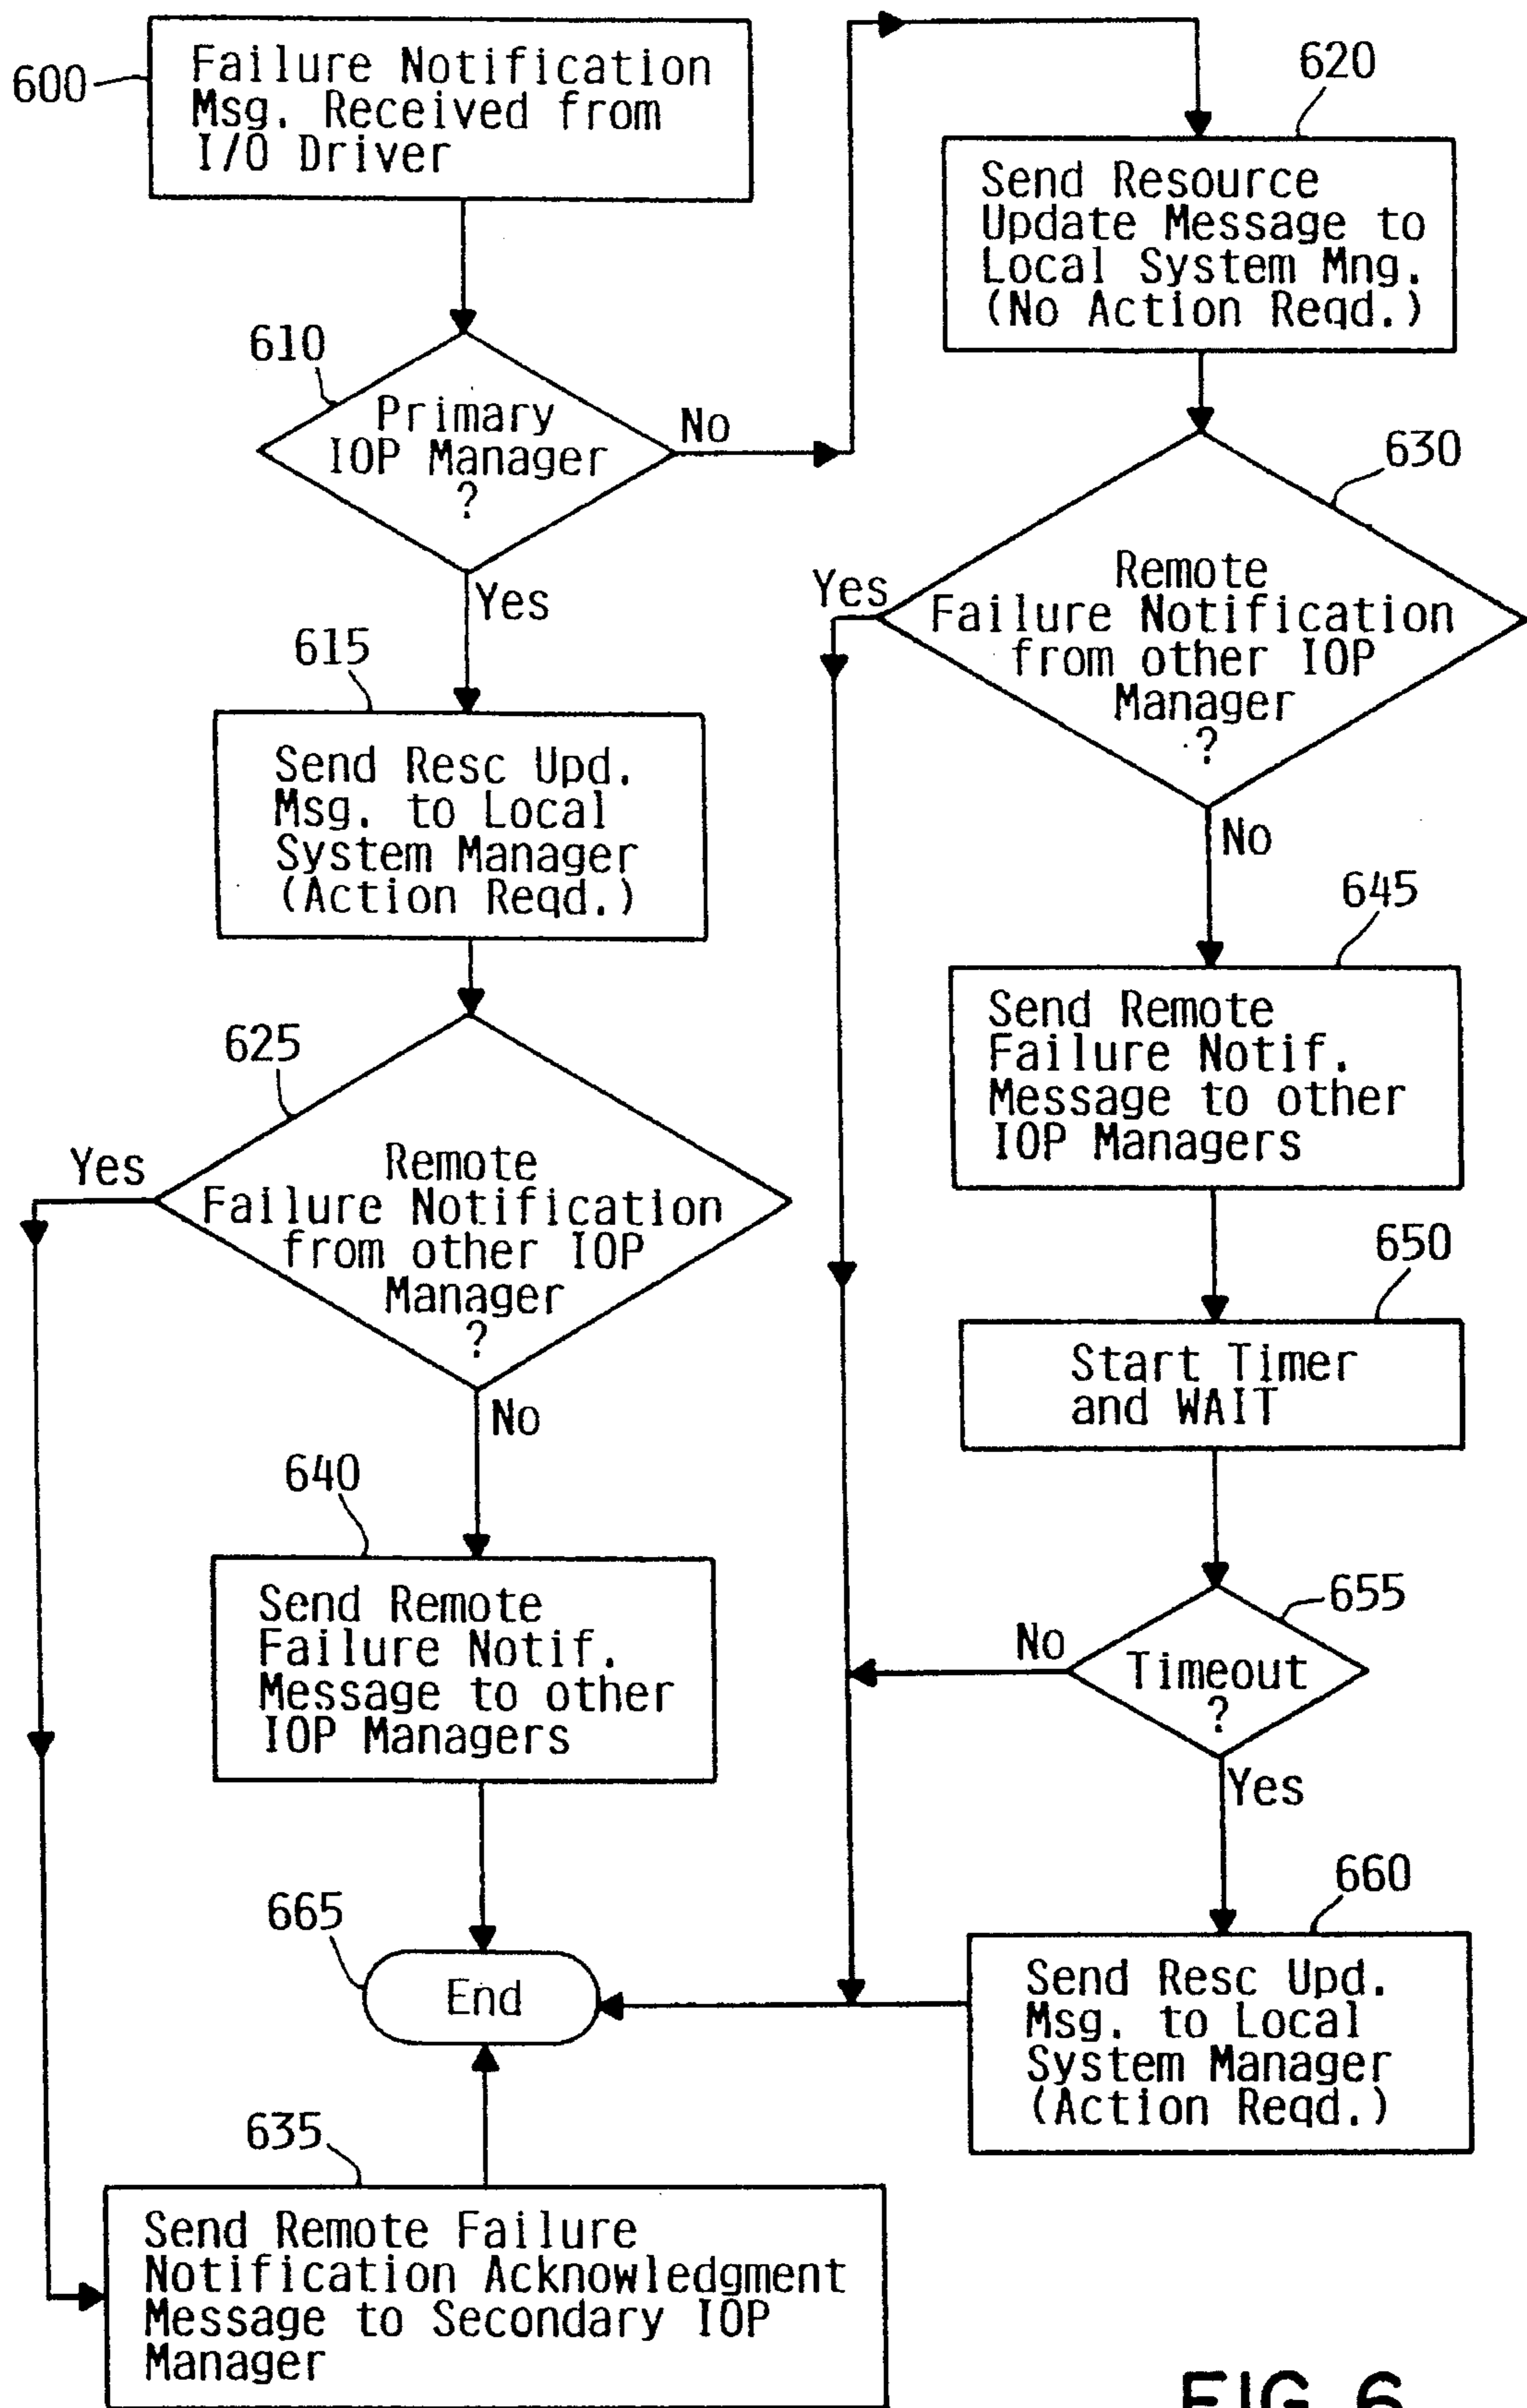 600
Failure Notification
Msg. Received from
I/O Driver
610
Primary
IOP Manager
?
No
Yes
615
Send Resc Upd.
Msg. to Local
System Manager
(Action Reqd.)
625
Remote
Failure Notification
from other IOP
Manager
?
Yes
No
640
Send Remote
Failure Notif.
Message to other
IOP Managers
665
End
635
Send Remote Failure
Notification Acknowledgment
Message to Secondary IOP
Manager
620
Send Resource
Update Message to
Local System Mng.
(No Action Reqd.)
630
Remote
Failure Notification
from other IOP
Manager
?
Yes
No
645
Send Remote
Failure Notif.
Message to other
IOP Managers
650
Start Timer
and WAIT
655
Timeout
?
No
Yes
660
Send Resc Upd.
Msg. to Local
System Manager
(Action Reqd.)
FIG. 6